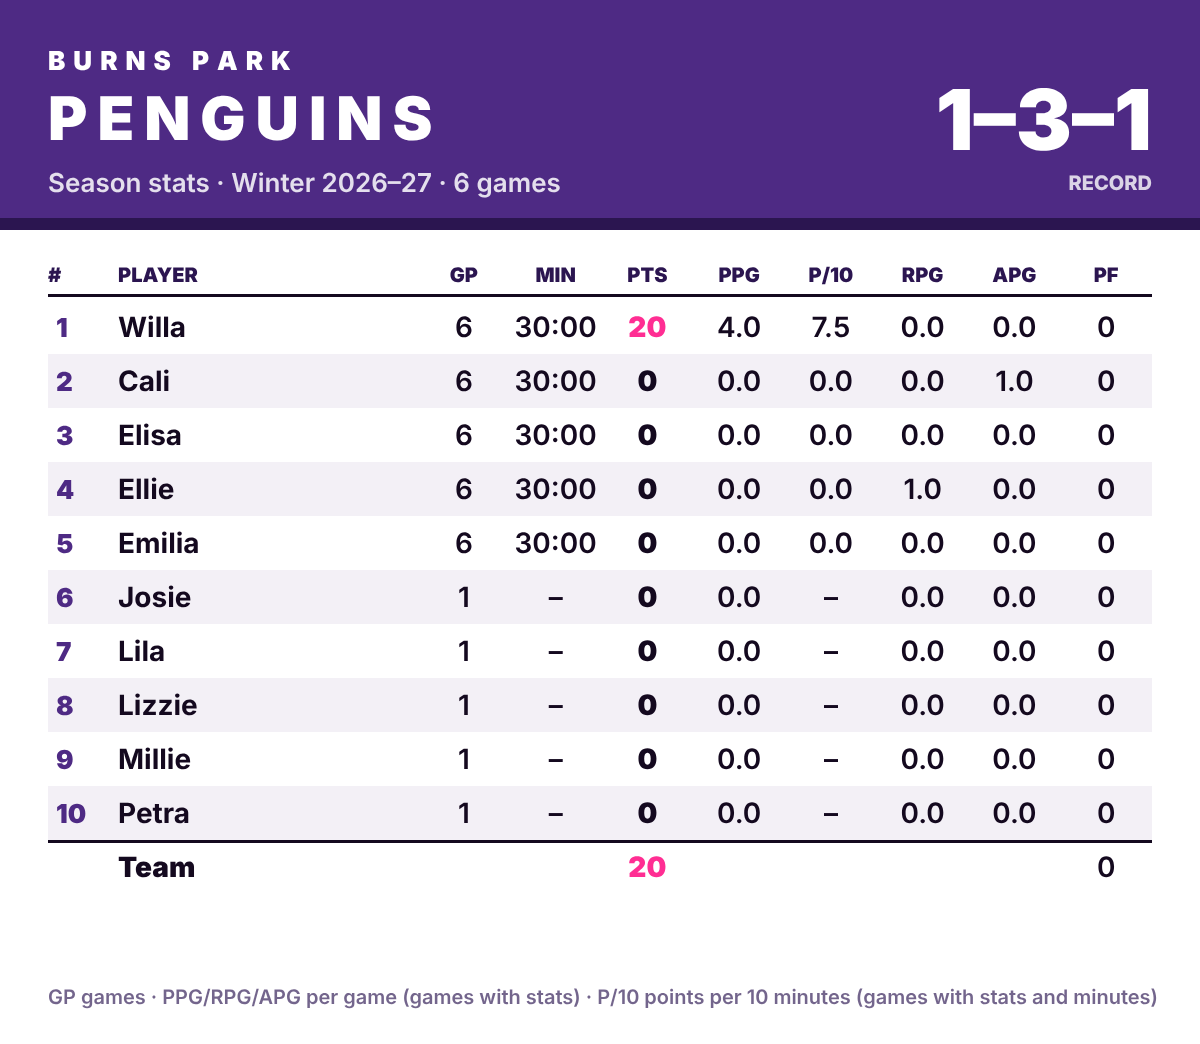 BURNS PARK
PENGUINS
1–3–1
Season stats · Winter 2026–27 · 6 games
RECORD
# PLAYER GP MIN PTS PPG P/10 RPG APG PF
1 Willa 6 30:00 20 4.0 7.5 0.0 0.0 0
2 Cali 6 30:00 0 0.0 0.0 0.0 1.0 0
3 Elisa 6 30:00 0 0.0 0.0 0.0 0.0 0
4 Ellie 6 30:00 0 0.0 0.0 1.0 0.0 0
5 Emilia 6 30:00 0 0.0 0.0 0.0 0.0 0
6 Josie 1 – 0 0.0 – 0.0 0.0 0
7 Lila 1 – 0 0.0 – 0.0 0.0 0
8 Lizzie 1 – 0 0.0 – 0.0 0.0 0
9 Millie 1 – 0 0.0 – 0.0 0.0 0
10 Petra 1 – 0 0.0 – 0.0 0.0 0
Team 20 0
GP games · PPG/RPG/APG per game (games with stats) · P/10 points per 10 minutes (games with stats and minutes)